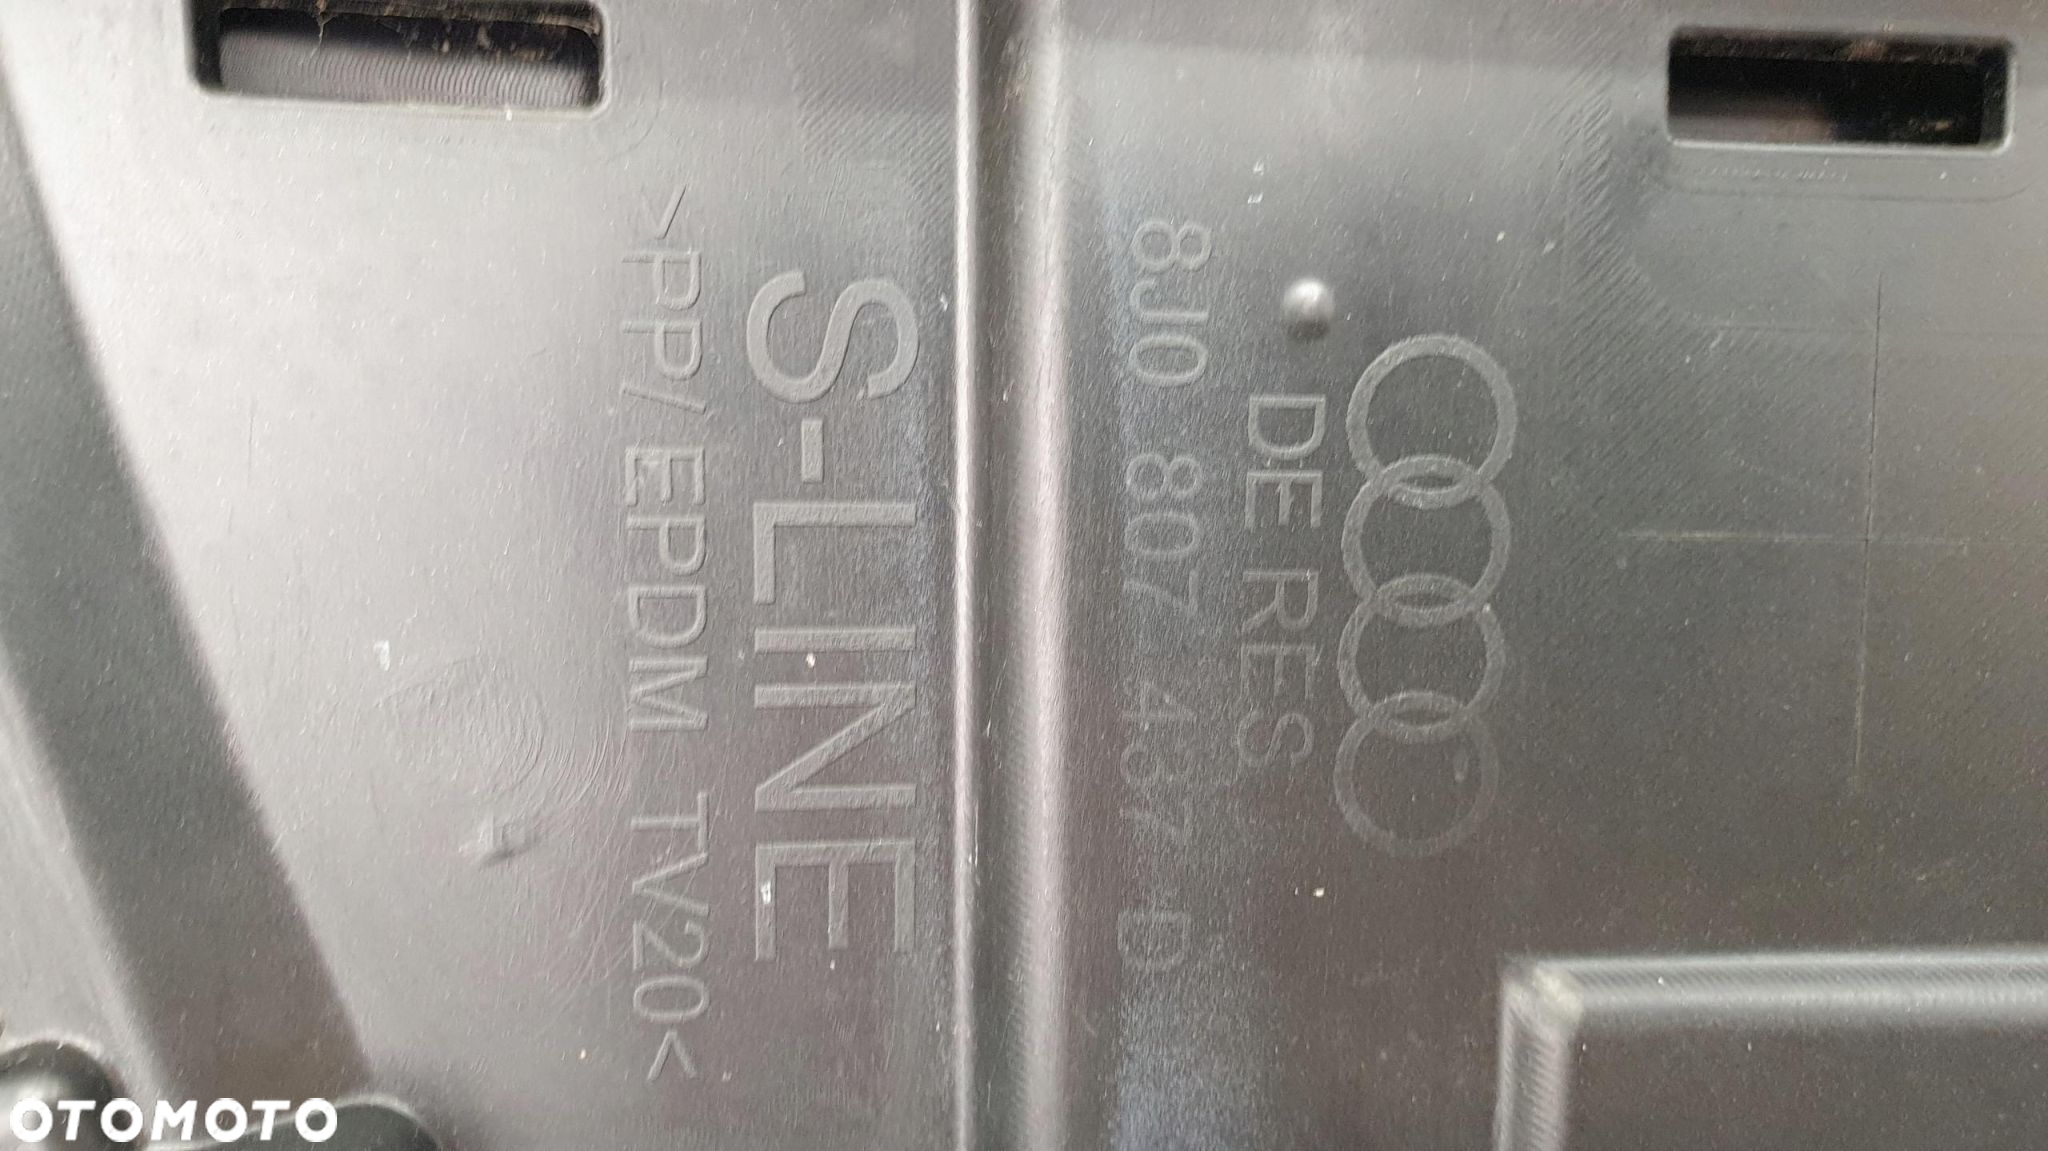 DE RES
8J0 807 437 D
S-LINE
>PP/EPDM TV20<
OTOMOTO